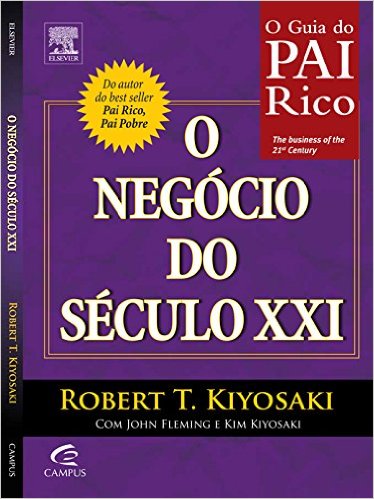 ELSEVIER
O NEGÓCIO DO SÉCULO XXI
ROBERT T. KIYOSAKI
CAMPUS
ELSEVIER
Do autor
do best seller
Pai Rico,
Pai Pobre
O Guia do
PAI
Rico
The business of the
21st Century
O
NEGÓCIO
DO
SÉCULO XXI
ROBERT T. KIYOSAKI
COM JOHN FLEMING E KIM KIYOSAKI
CAMPUS